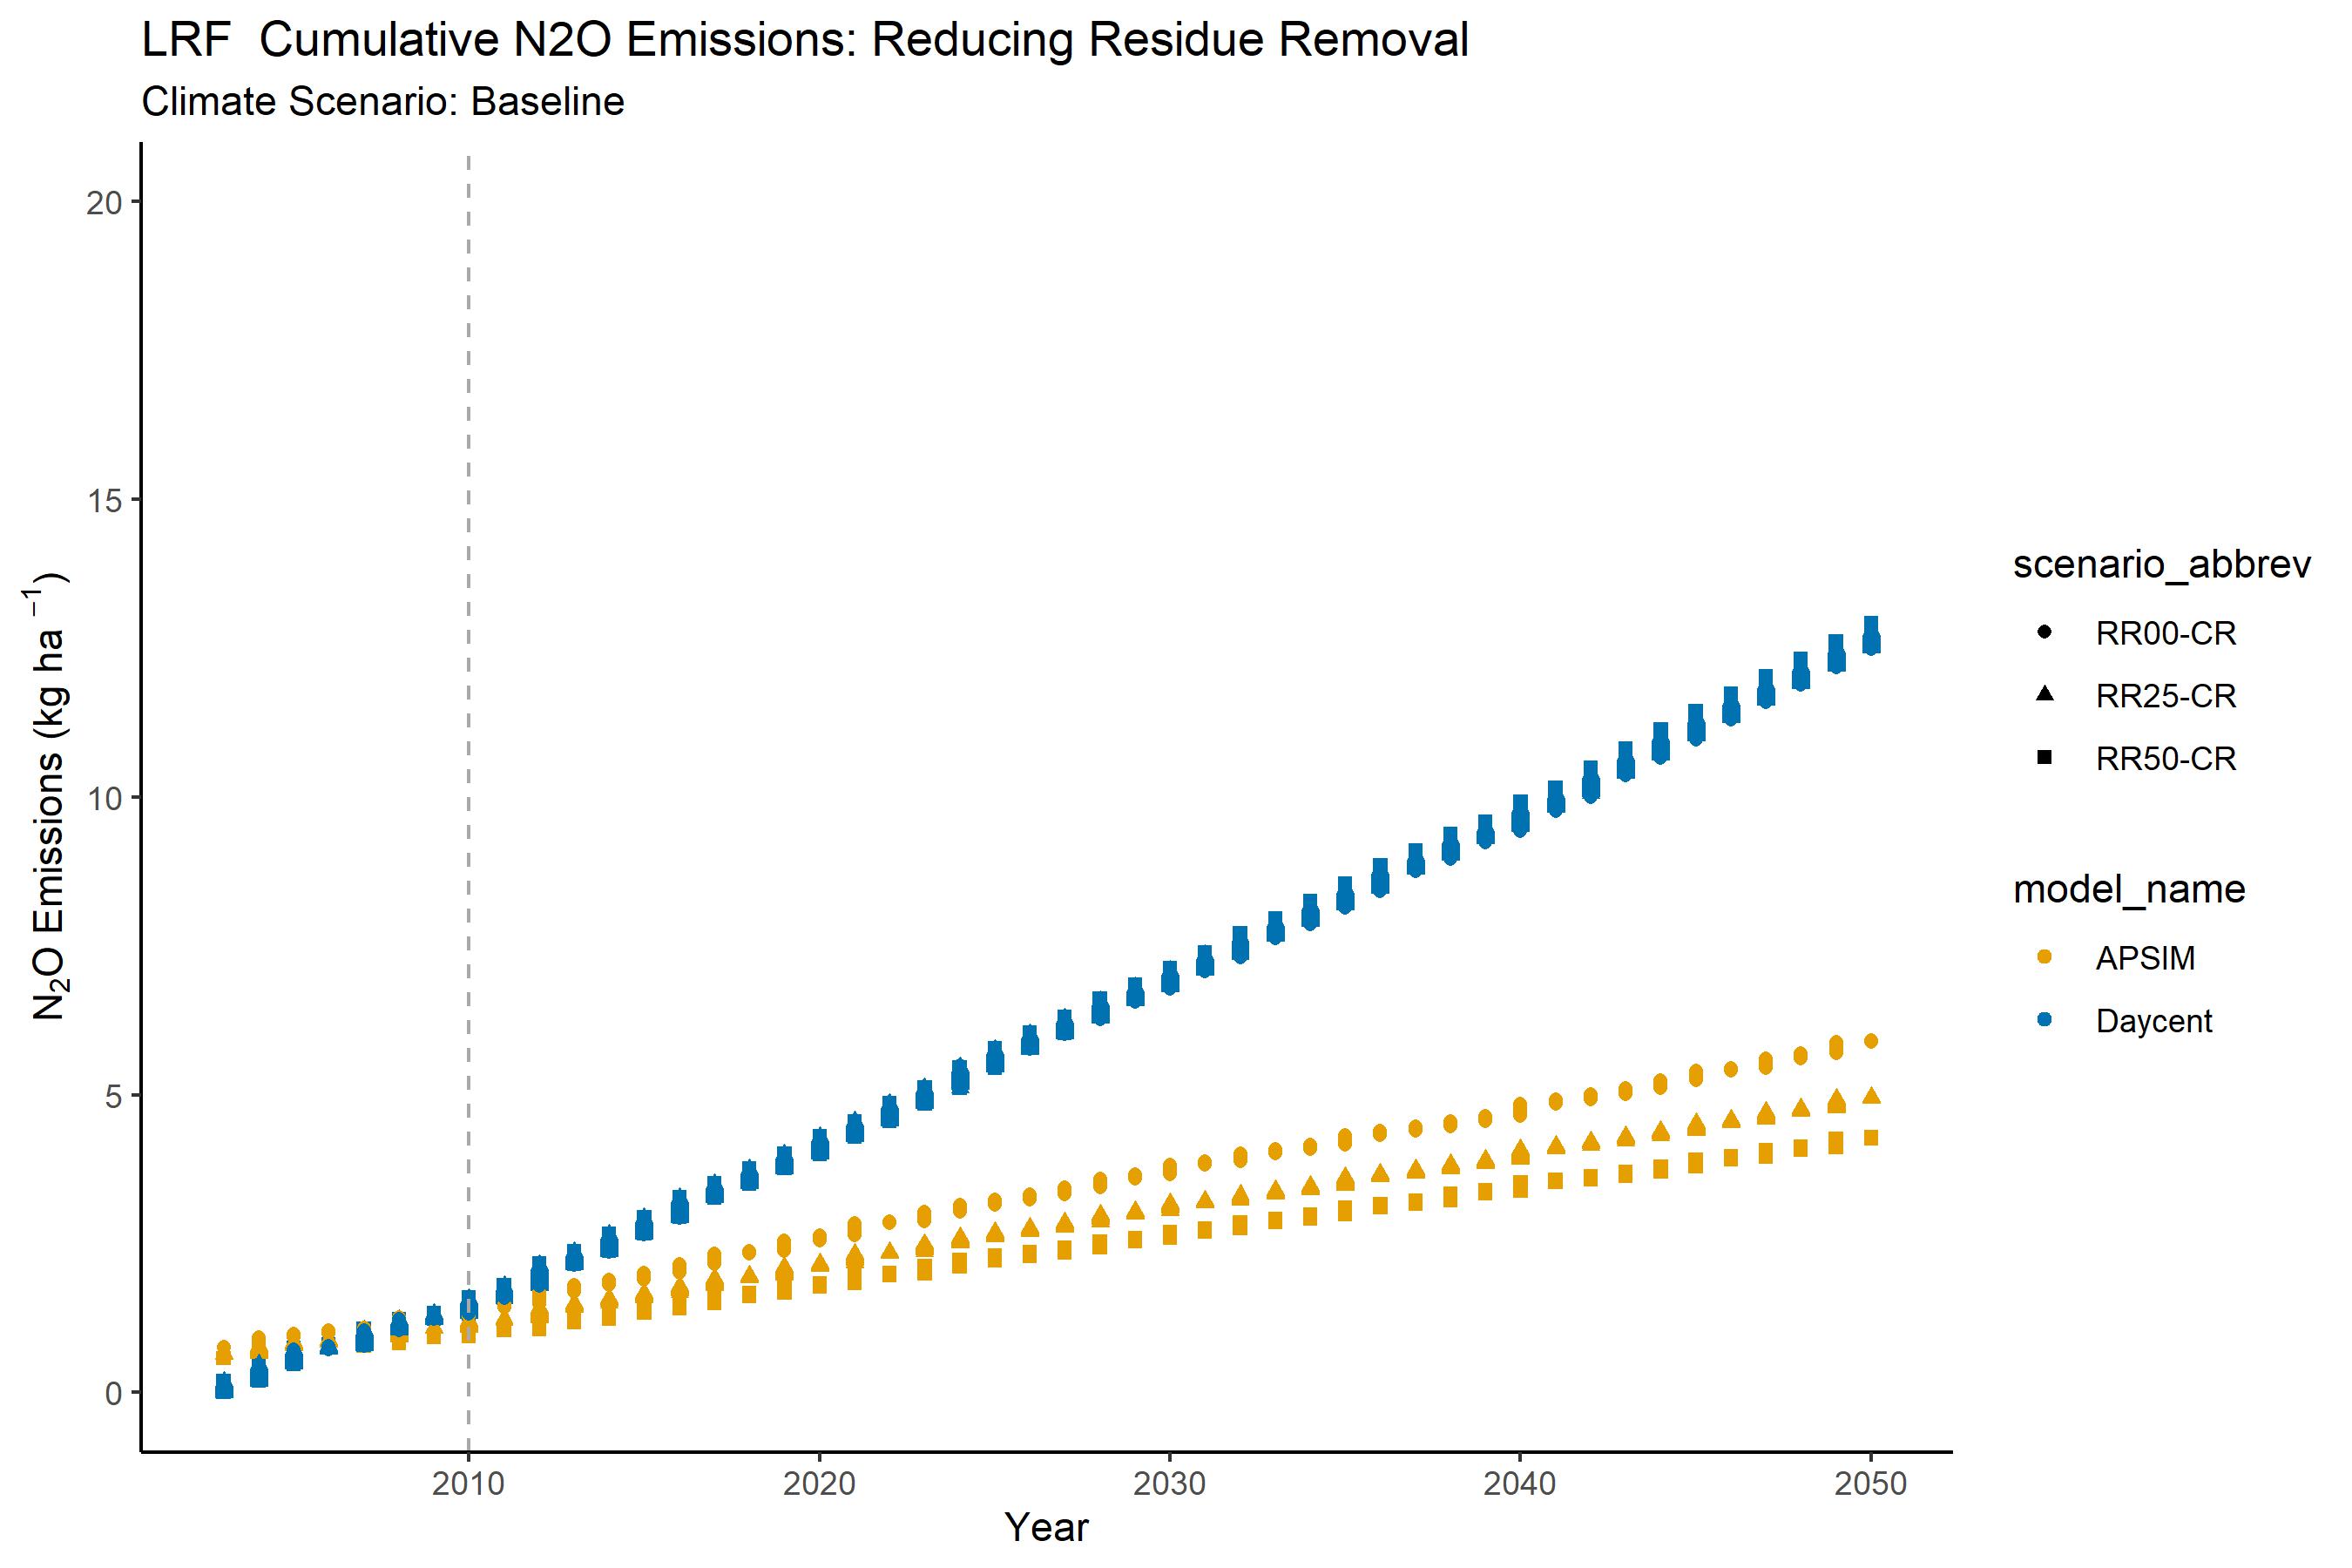 LRF  Cumulative N2O Emissions: Reducing Residue Removal
Climate Scenario: Baseline
20
15
10
5
0
N₂O Emissions (kg ha ⁻¹)
2010
2020
2030
2040
2050
Year
scenario_abbrev
RR00-CR
RR25-CR
RR50-CR
model_name
APSIM
Daycent